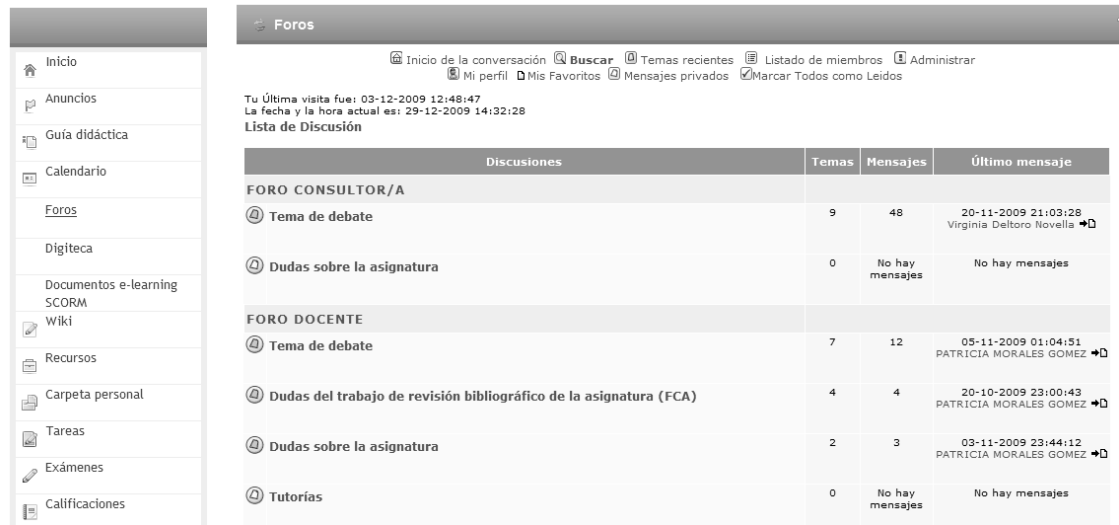 Inicio
Anuncios
Guía didáctica
Calendario
Foros
Digiteca
Documentos e-learning
SCORM
Wiki
Recursos
Carpeta personal
Tareas
Exámenes
Calificaciones
Foros
Inicio de la conversación Buscar Temas recientes Listado de miembros Administrar
Mi perfil Mis Favoritos Mensajes privados Marcar Todos como Leidos
Tu Última visita fue: 03-12-2009 12:48:47
La fecha y la hora actual es: 29-12-2009 14:32:28
Lista de Discusión
Discusiones Temas Mensajes Último mensaje
FORO CONSULTOR/A
Tema de debate 9 48 20-11-2009 21:03:28
Virginia Deltoro Novella
Dudas sobre la asignatura 0 No hay mensajes No hay mensajes
FORO DOCENTE
Tema de debate 7 12 05-11-2009 01:04:51
PATRICIA MORALES GOMEZ
Dudas del trabajo de revisión bibliográfico de la asignatura (FCA) 4 4 20-10-2009 23:00:43
PATRICIA MORALES GOMEZ
Dudas sobre la asignatura 2 3 03-11-2009 23:44:12
PATRICIA MORALES GOMEZ
Tutorías 0 No hay mensajes No hay mensajes